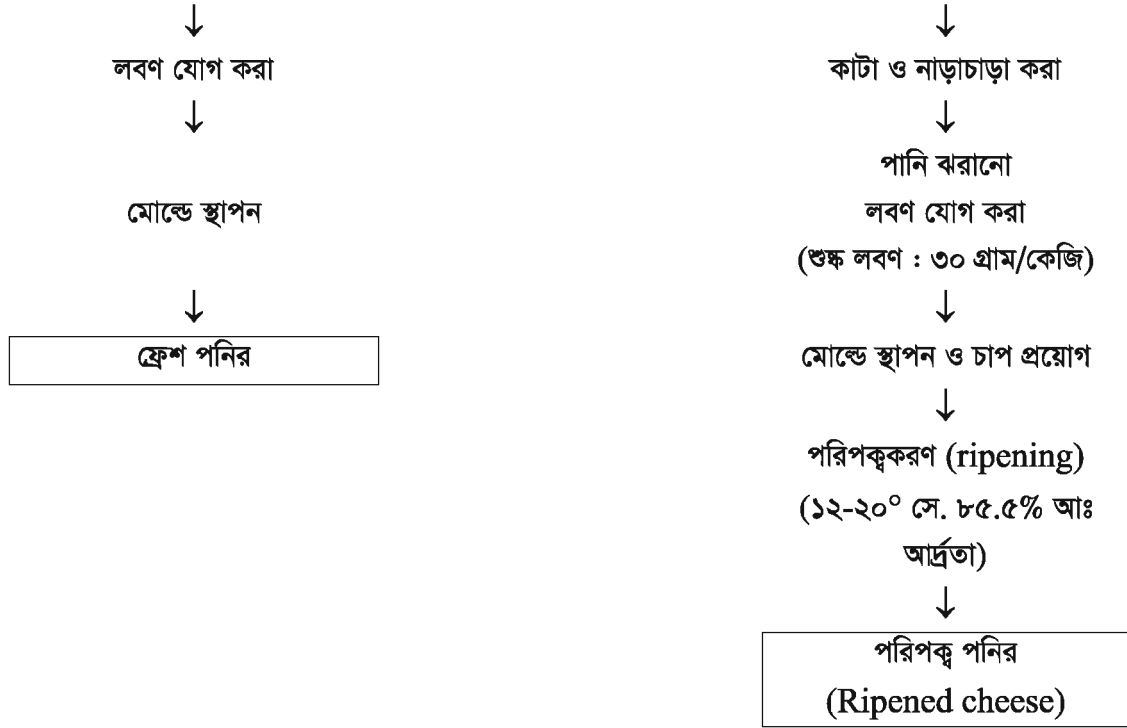 লবণ যোগ করা
মোল্ডে স্থাপন
ফ্রেশ পনির
কাটা ও নাড়াচাড়া করা
পানি ঝরানো
লবণ যোগ করা
(শুষ্ক লবণ : ৩০ গ্রাম/কেজি)
মোল্ডে স্থাপন ও চাপ প্রয়োগ
পরিপক্বকরণ (ripening)
(১২-২০° সে. ৮৫.৫% আঃ
আর্দ্রতা)
পরিপক্ব পনির
(Ripened cheese)